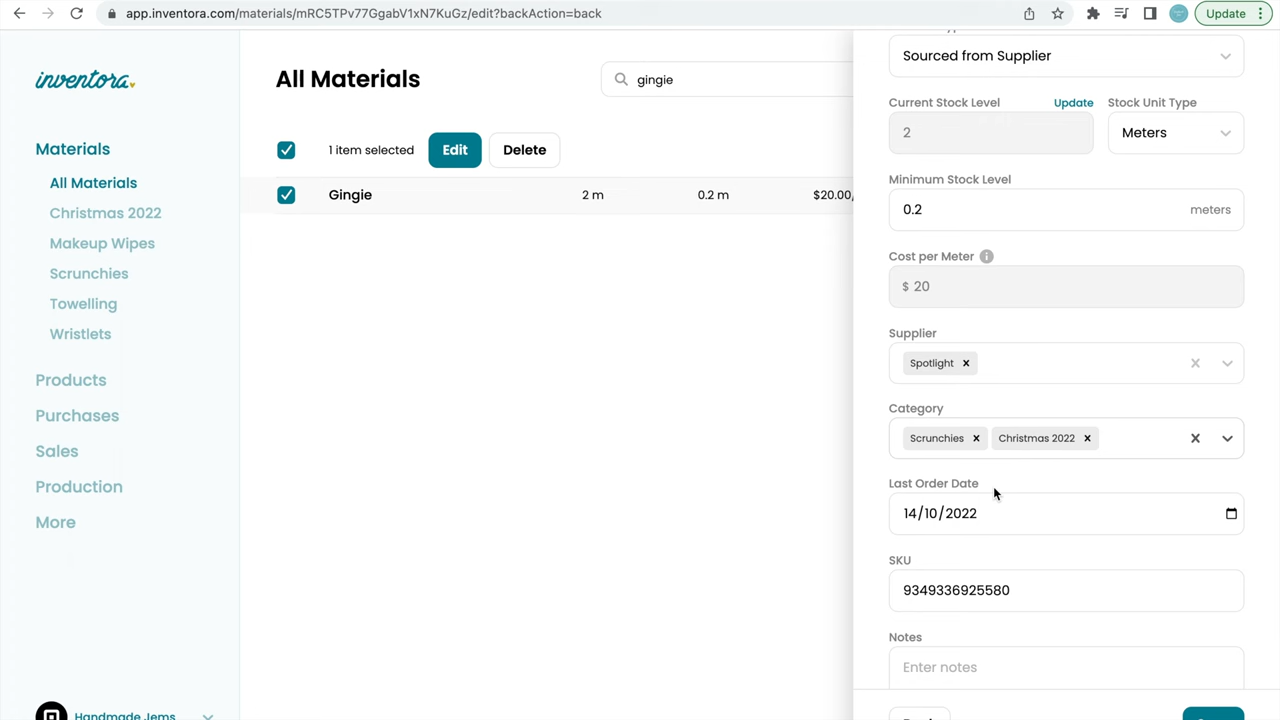 app.inventora.com/materials/mRC5TPv77GgabV1xN7KuGz/edit?backAction=back
Update
inventora
Materials
All Materials
Christmas 2022
Makeup Wipes
Scrunchies
Towelling
Wristlets
Products
Purchases
Sales
Production
More
Handmade Jems
All Materials
gingie
1 item selected
Edit
Delete
Gingie 2 m 0.2 m $20.00/
Sourced from Supplier
Current Stock Level Update Stock Unit Type
2 Meters
Minimum Stock Level
0.2 meters
Cost per Meter
$ 20
Supplier
Spotlight
Category
Scrunchies Christmas 2022
Last Order Date
14/10/2022
SKU
9349336925580
Notes
Enter notes